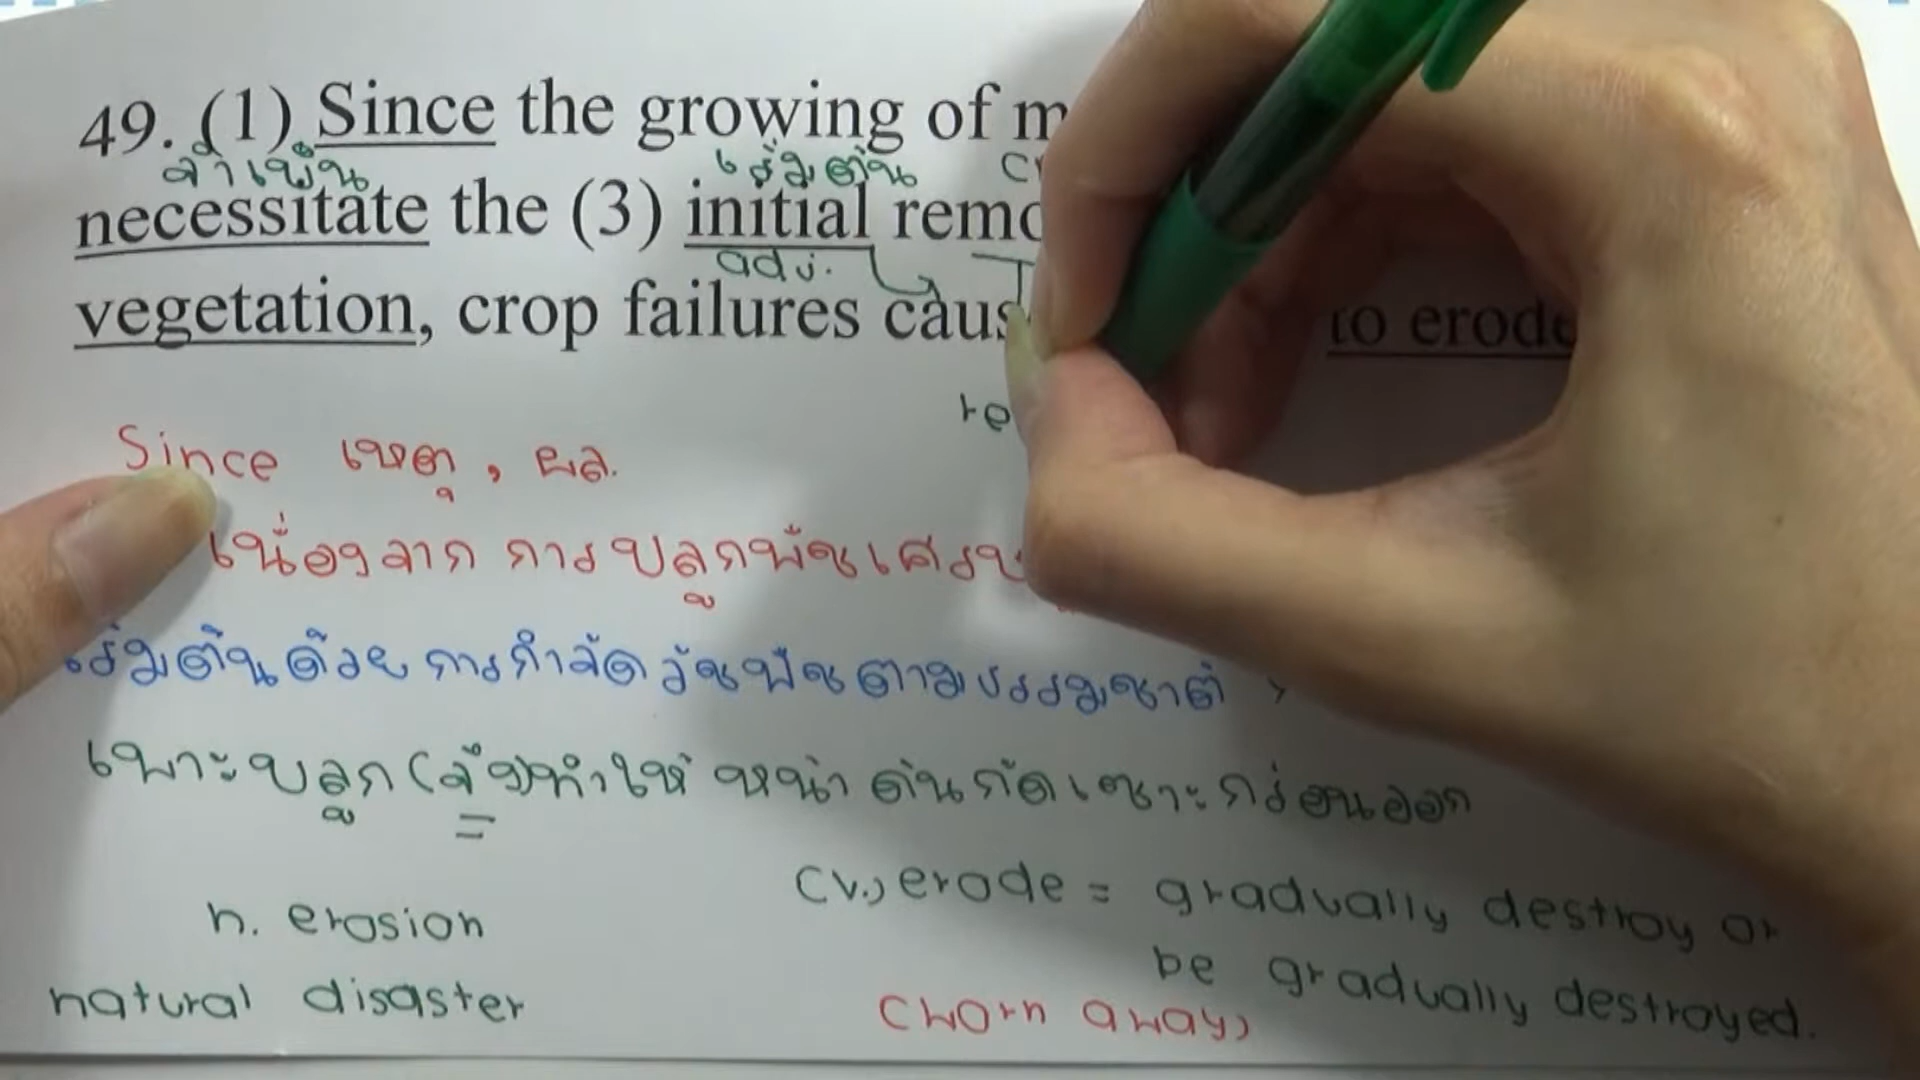 49. (1) Since the growing of
จำเป็น เริ่มต้น
necessitate the (3) initial
adj.
vegetation, crop failures to erode
re
Since เหตุ, ผล.
เนื่องจาก การปลูกพืชเศรษ
เริ่มต้นด้วย การกำจัด วัชพืชตามธรรมชาติ
เพาะปลูก (จึง) ทำให้ หน้า ดินกัดเซาะกร่อนออก
(v.) erode = gradually destroy or
n. erosion
be gradually destroyed.
natural disaster
(worn away)